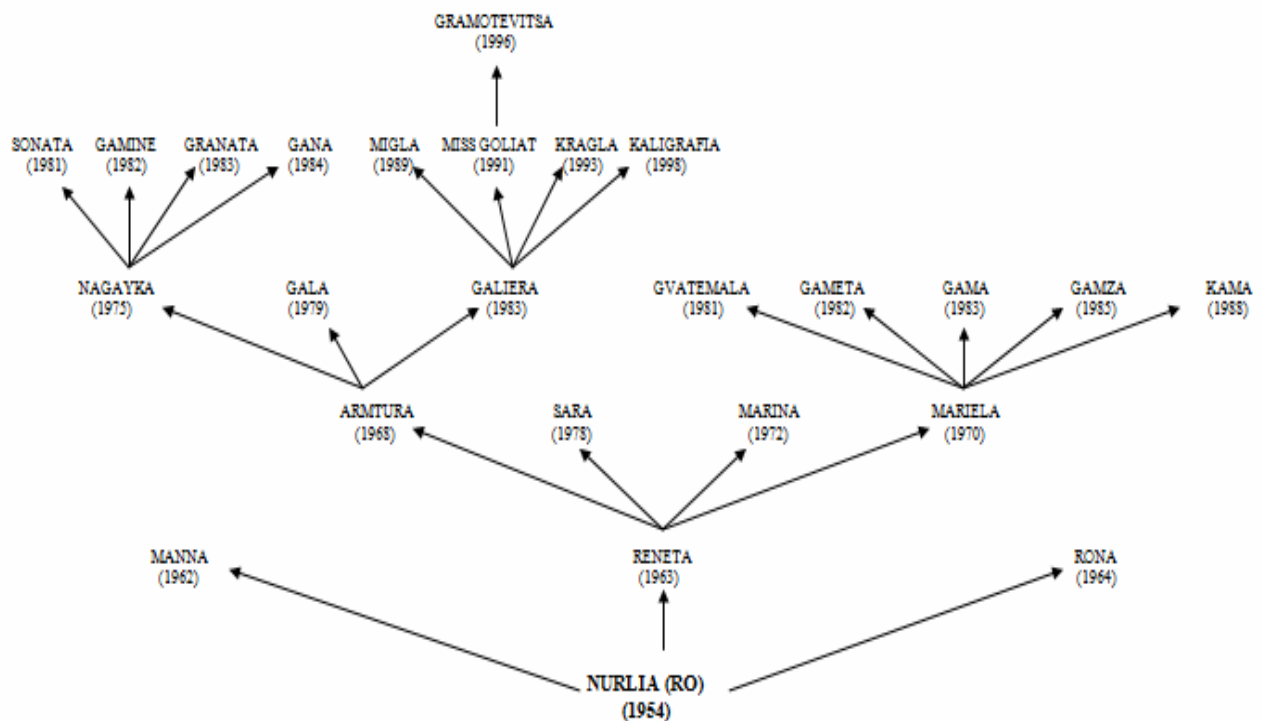 GRAMOTEVITSA
(1996)
SONATA GAMINE GRANATA GANA MIGLA MISS GOLIAT KRAGLA KALIGRAFIA
(1981) (1982) (1983) (1984) (1989) (1991) (1993) (1998)
NAGAYKA GALA GALIERA GVATEMALA GAMETA GAMA GAMZA KAMA
(1975) (1979) (1983) (1981) (1982) (1983) (1985) (1988)
ARMTURA SARA MARINA MARIELA
(1968) (1978) (1972) (1970)
MANNA RENETA RONA
(1962) (1963) (1964)
NURLIA (RO)
(1954)